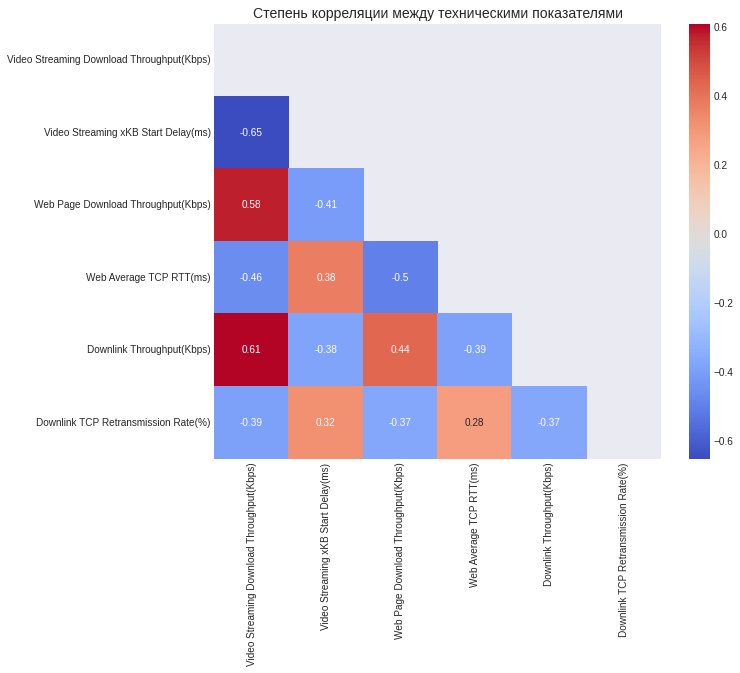 Степень корреляции между техническими показателями
Video Streaming Download Throughput(Kbps)
Video Streaming xKB Start Delay(ms)
-0.65
Web Page Download Throughput(Kbps)
0.58
-0.41
Web Average TCP RTT(ms)
-0.46
0.38
-0.5
Downlink Throughput(Kbps)
0.61
-0.38
0.44
-0.39
Downlink TCP Retransmission Rate(%)
-0.39
0.32
-0.37
0.28
-0.37
Video Streaming Download Throughput(Kbps)
Video Streaming xKB Start Delay(ms)
Web Page Download Throughput(Kbps)
Web Average TCP RTT(ms)
Downlink Throughput(Kbps)
Downlink TCP Retransmission Rate(%)
0.6
0.4
0.2
0.0
−0.2
−0.4
−0.6